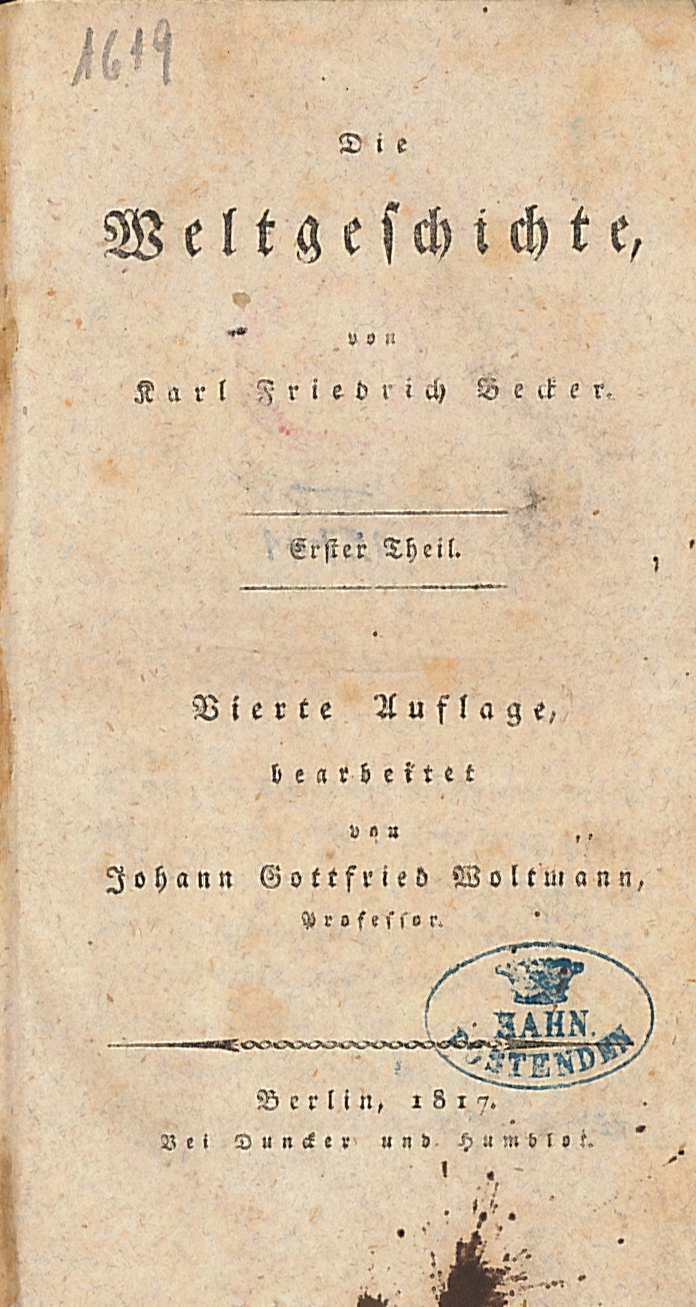 1619
Die
Weltgeschichte,
von
Karl Friedrich Becker.
Erster Theil.
Vierte Auflage,
bearbeitet
von
Johann Gottfried Woltmann,
Professor.
HAHN.
POSTENDEN
Berlin, 1817.
Bei Duncker und Humblot.